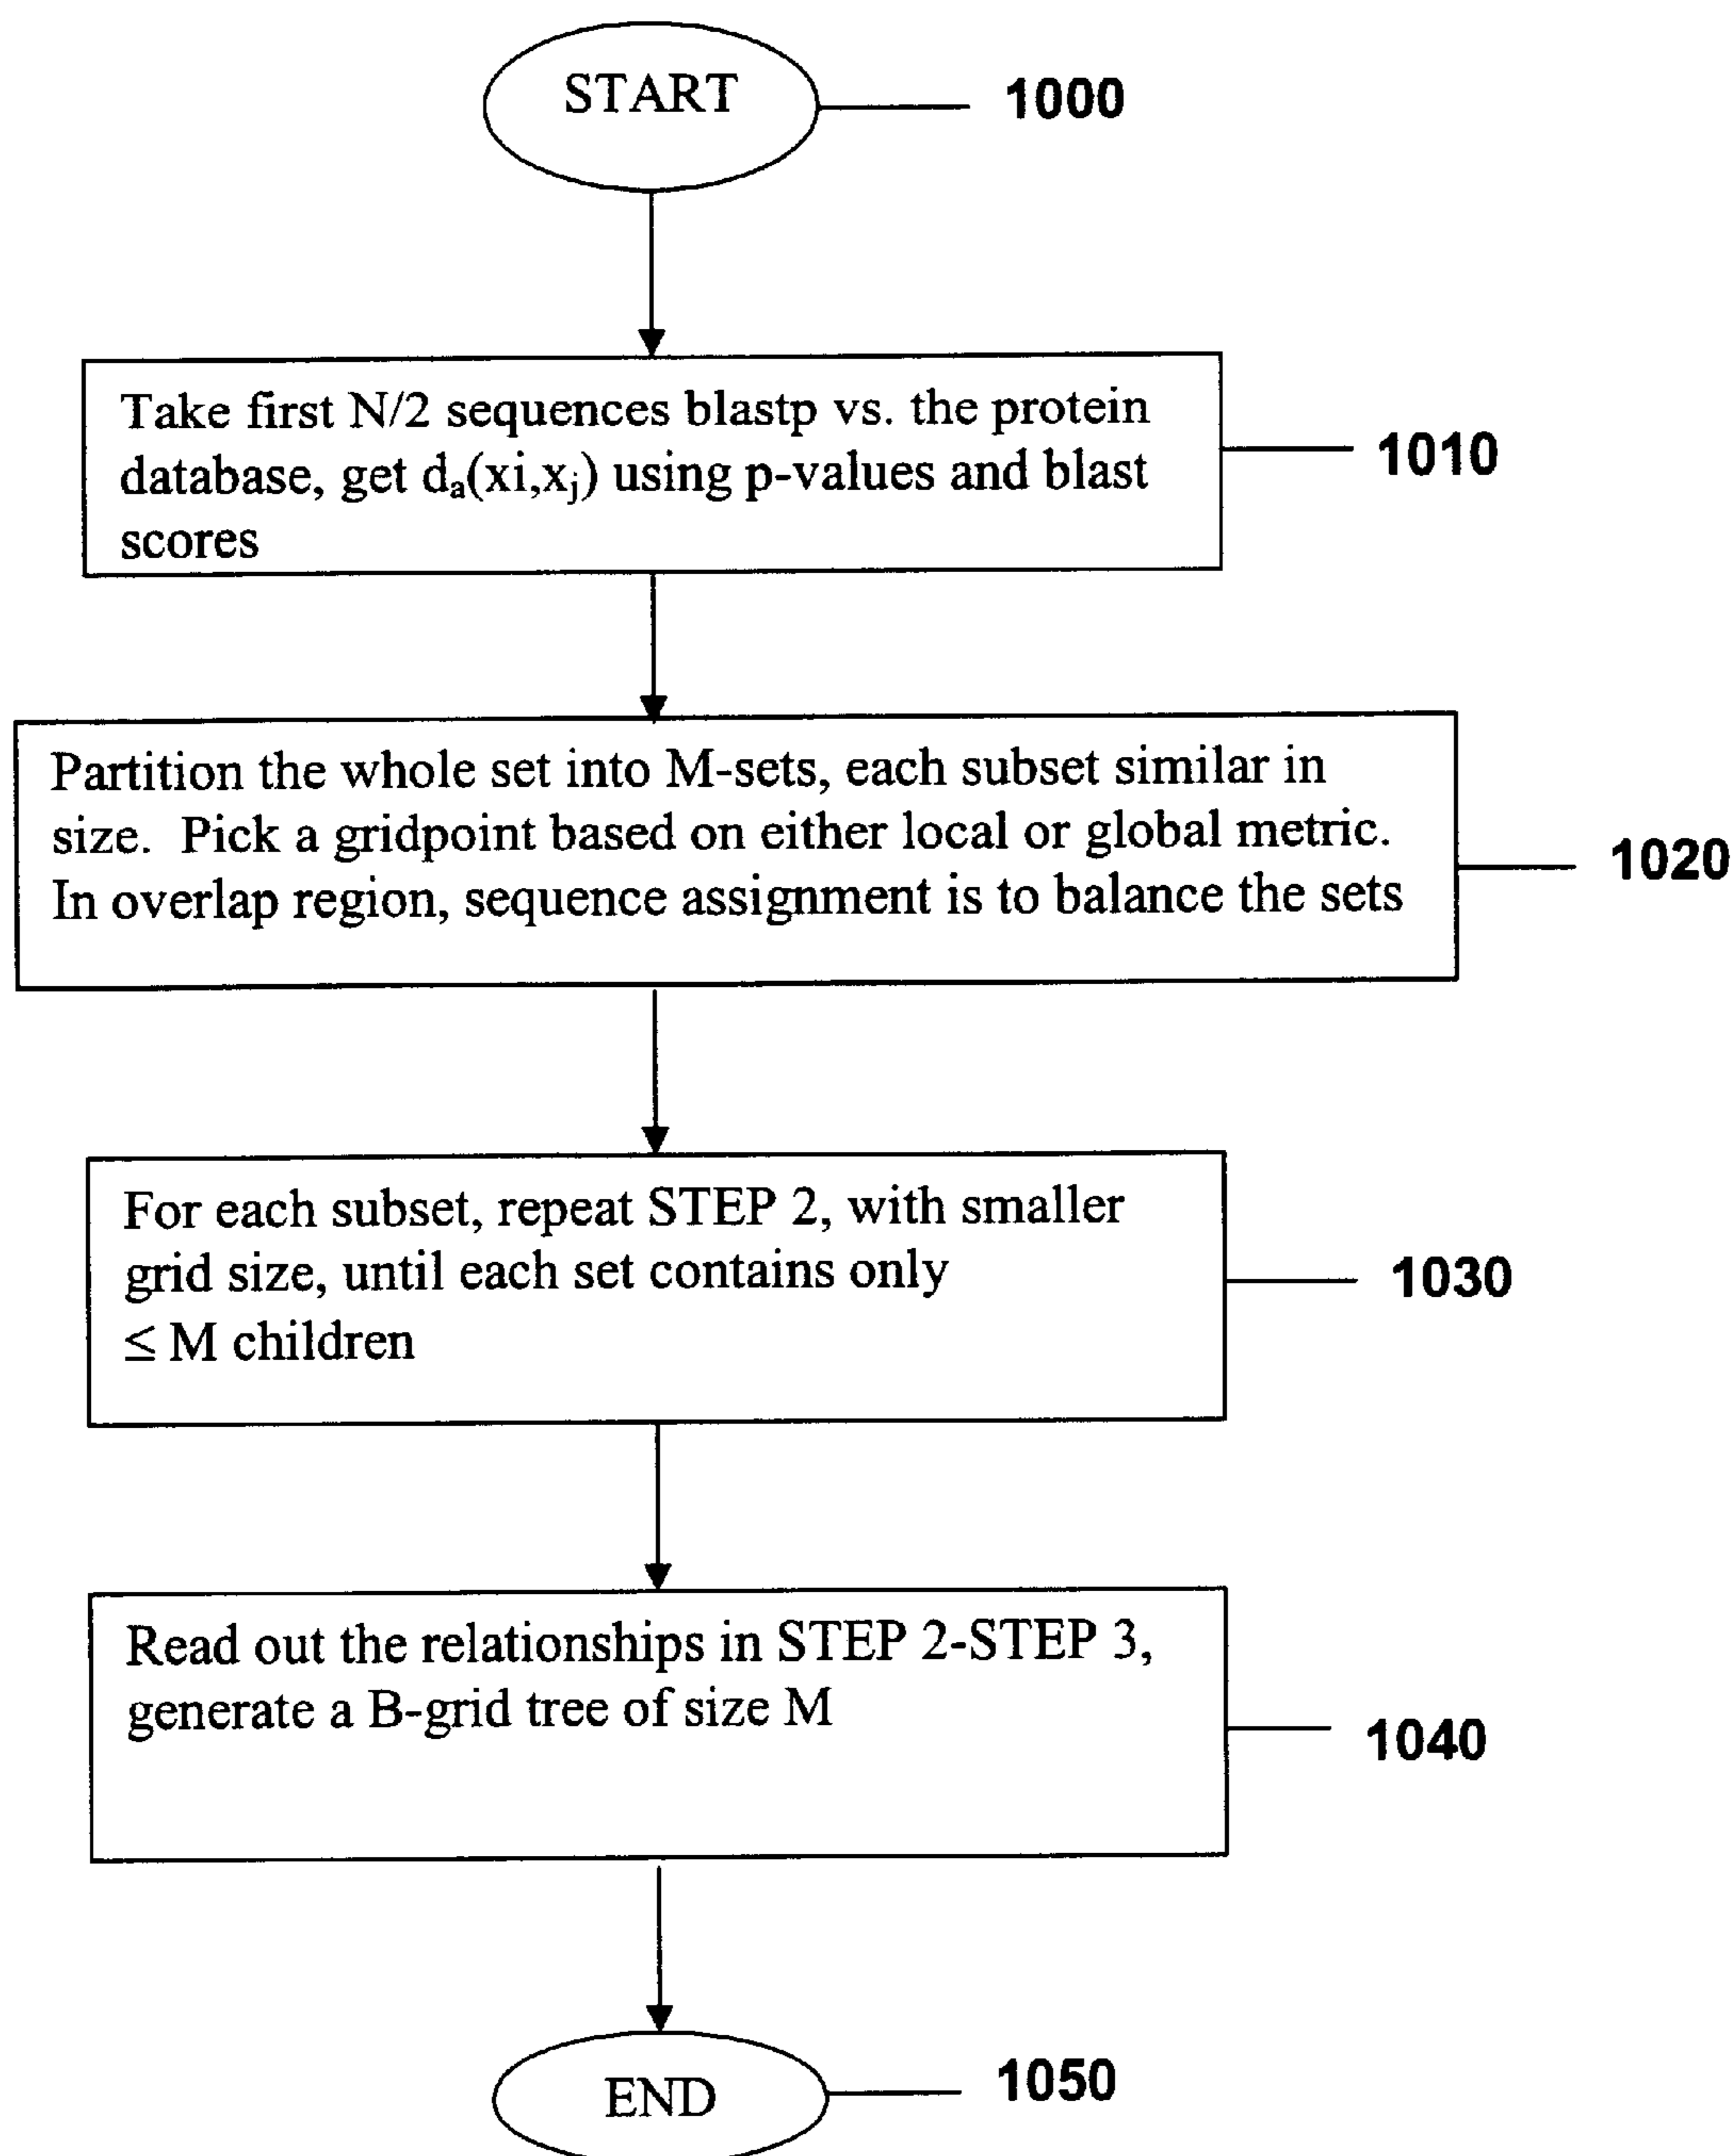 START
1000
Take first N/2 sequences blastp vs. the protein
database, get dₐ(xi,xⱼ) using p-values and blast
scores
1010
Partition the whole set into M-sets, each subset similar in
size. Pick a gridpoint based on either local or global metric.
In overlap region, sequence assignment is to balance the sets
1020
For each subset, repeat STEP 2, with smaller
grid size, until each set contains only
≤ M children
1030
Read out the relationships in STEP 2-STEP 3,
generate a B-grid tree of size M
1040
END
1050